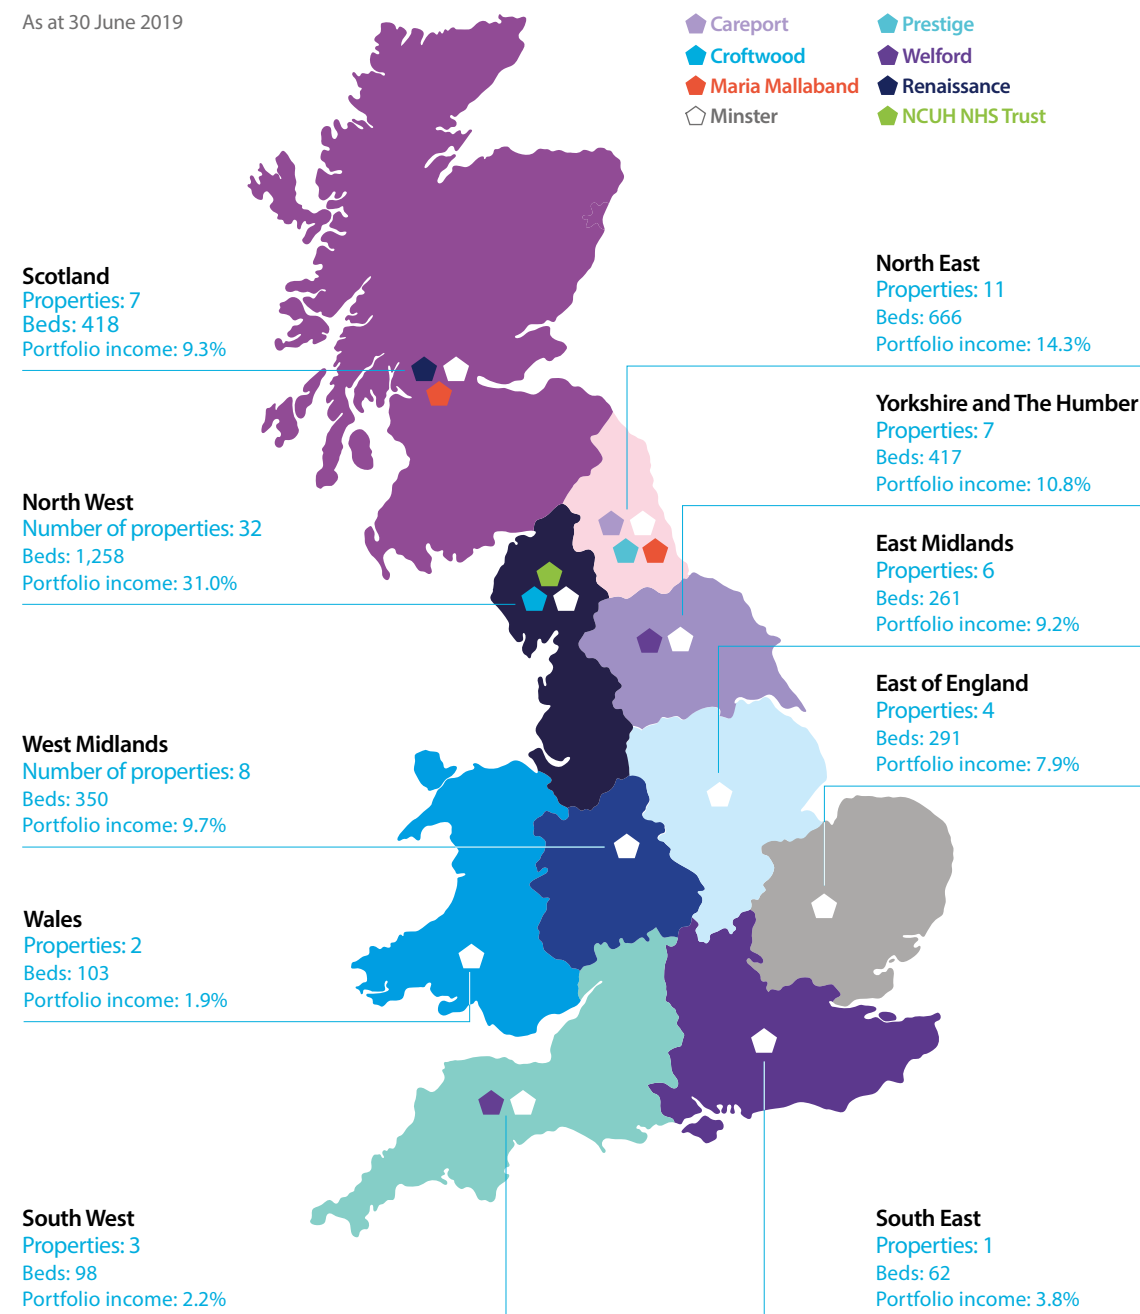 As at 30 June 2019
Careport
Prestige
Croftwood
Welford
Maria Mallaband
Renaissance
Minster
NCUH NHS Trust
Scotland
Properties: 7
Beds: 418
Portfolio income: 9.3%
North East
Properties: 11
Beds: 666
Portfolio income: 14.3%
Yorkshire and The Humber
Properties: 7
Beds: 417
Portfolio income: 10.8%
North West
Number of properties: 32
Beds: 1,258
Portfolio income: 31.0%
East Midlands
Properties: 6
Beds: 261
Portfolio income: 9.2%
East of England
Properties: 4
Beds: 291
Portfolio income: 7.9%
West Midlands
Number of properties: 8
Beds: 350
Portfolio income: 9.7%
Wales
Properties: 2
Beds: 103
Portfolio income: 1.9%
South West
Properties: 3
Beds: 98
Portfolio income: 2.2%
South East
Properties: 1
Beds: 62
Portfolio income: 3.8%